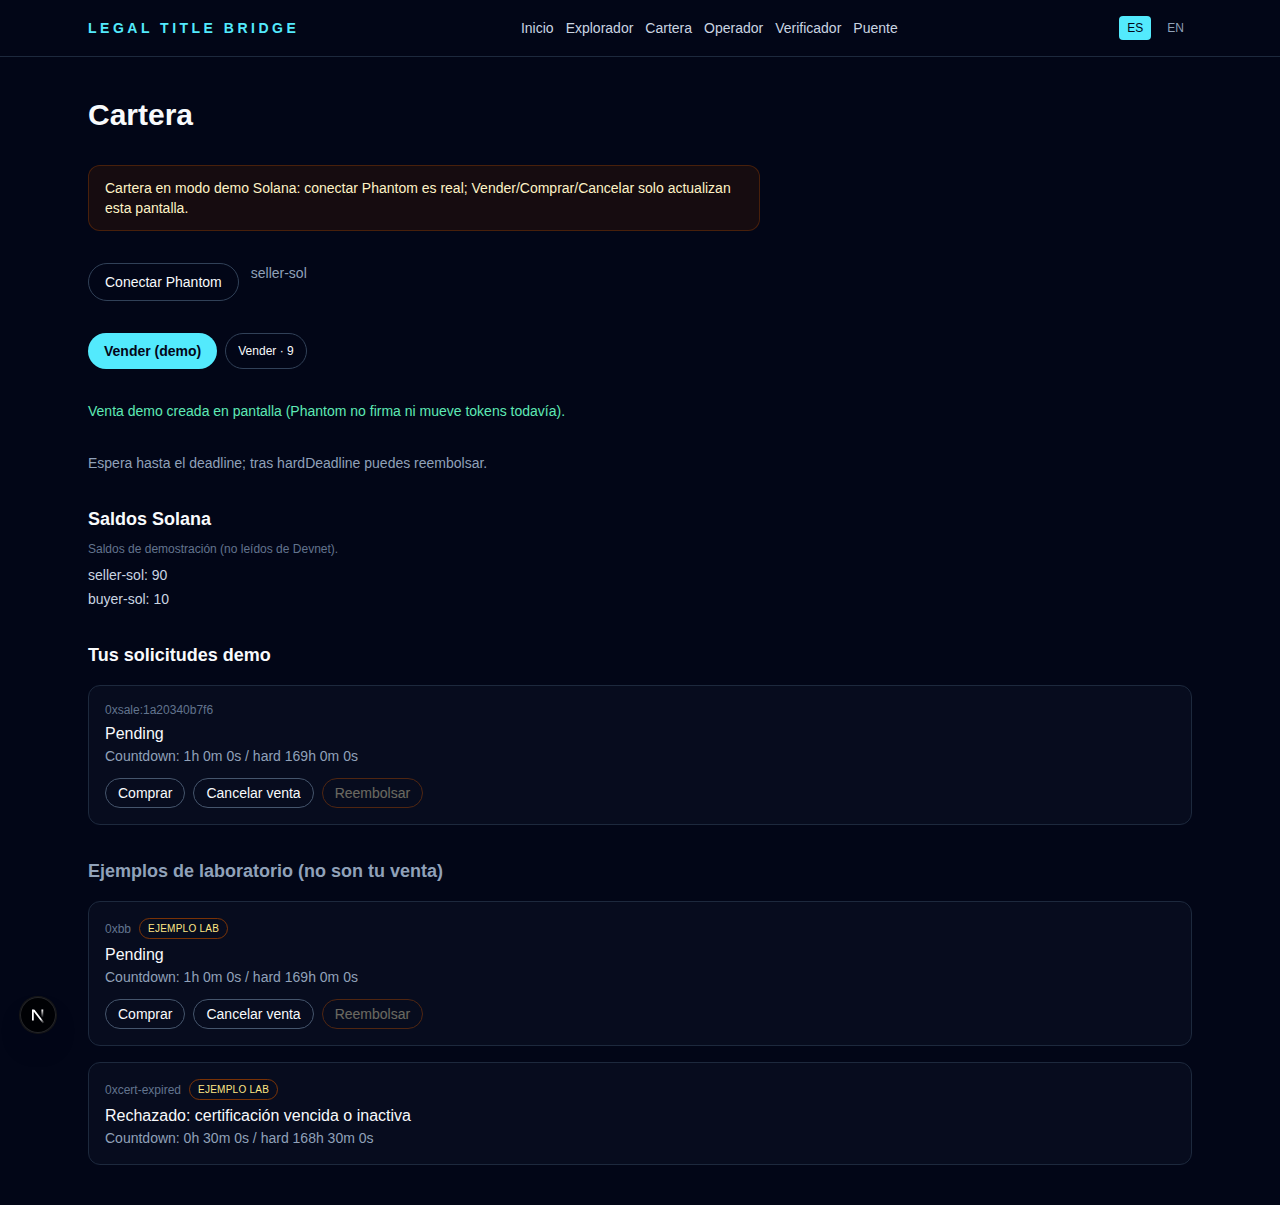 LEGAL TITLE BRIDGE
Inicio Explorador Cartera Operador Verificador Puente
ES EN
Cartera
Cartera en modo demo Solana: conectar Phantom es real; Vender/Comprar/Cancelar solo actualizan
esta pantalla.
Conectar Phantom seller-sol
Vender (demo) Vender · 9
Venta demo creada en pantalla (Phantom no firma ni mueve tokens todavía).
Espera hasta el deadline; tras hardDeadline puedes reembolsar.
Saldos Solana
Saldos de demostración (no leídos de Devnet).
seller-sol: 90
buyer-sol: 10
Tus solicitudes demo
0xsale:1a20340b7f6
Pending
Countdown: 1h 0m 0s / hard 169h 0m 0s
Comprar Cancelar venta Reembolsar
Ejemplos de laboratorio (no son tu venta)
0xbb EJEMPLO LAB
Pending
Countdown: 1h 0m 0s / hard 169h 0m 0s
Comprar Cancelar venta Reembolsar
N
0xcert-expired EJEMPLO LAB
Rechazado: certificación vencida o inactiva
Countdown: 0h 30m 0s / hard 168h 30m 0s